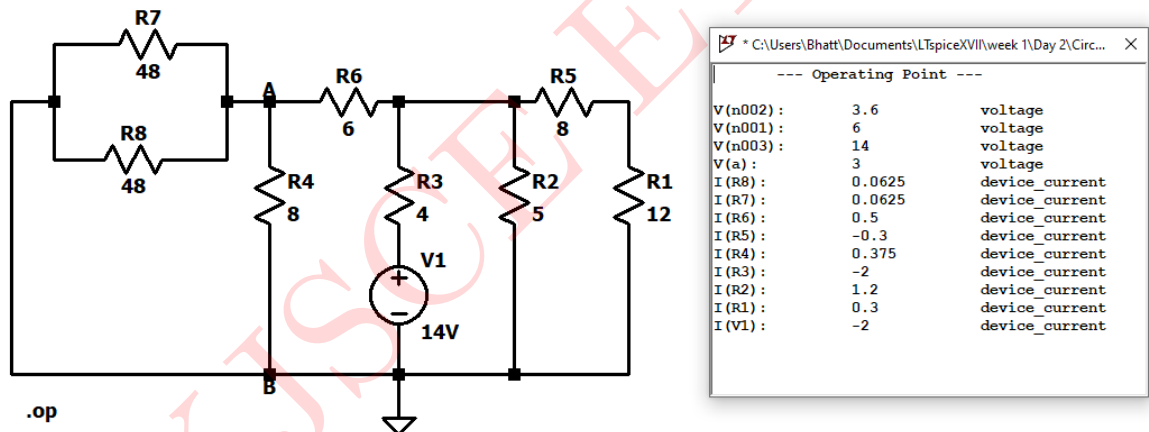 R7
48
R8
48
A
R6
6
R5
8
R4
8
R3
4
R2
5
R1
12
V1
14V
B
.op
KJSCE
* C:\Users\Bhatt\Documents\LTspiceXVII\week 1\Day 2\Circ...
--- Operating Point ---
V(n002): 3.6 voltage
V(n001): 6 voltage
V(n003): 14 voltage
V(a): 3 voltage
I(R8): 0.0625 device_current
I(R7): 0.0625 device_current
I(R6): 0.5 device_current
I(R5): -0.3 device_current
I(R4): 0.375 device_current
I(R3): -2 device_current
I(R2): 1.2 device_current
I(R1): 0.3 device_current
I(V1): -2 device_current